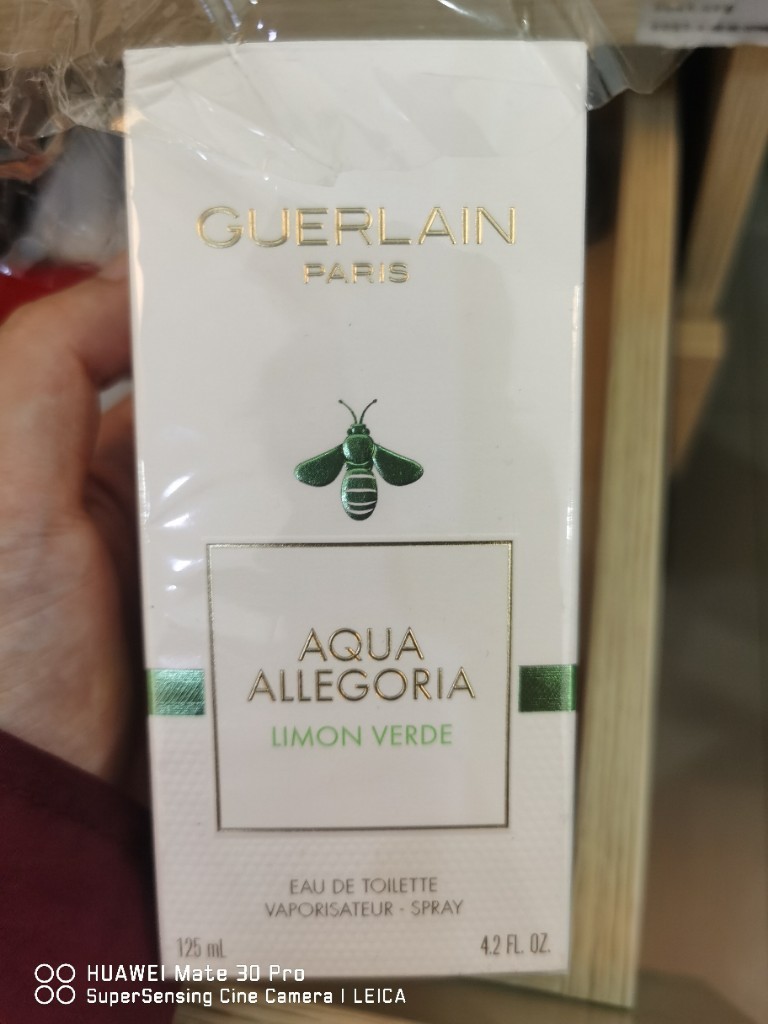 GUERLAIN
PARIS
AQUA
ALLEGORIA
LIMON VERDE
EAU DE TOILETTE
VAPORISATEUR - SPRAY
125 mL 4.2 FL. OZ.
HUAWEI Mate 30 Pro
SuperSensing Cine Camera | LEICA